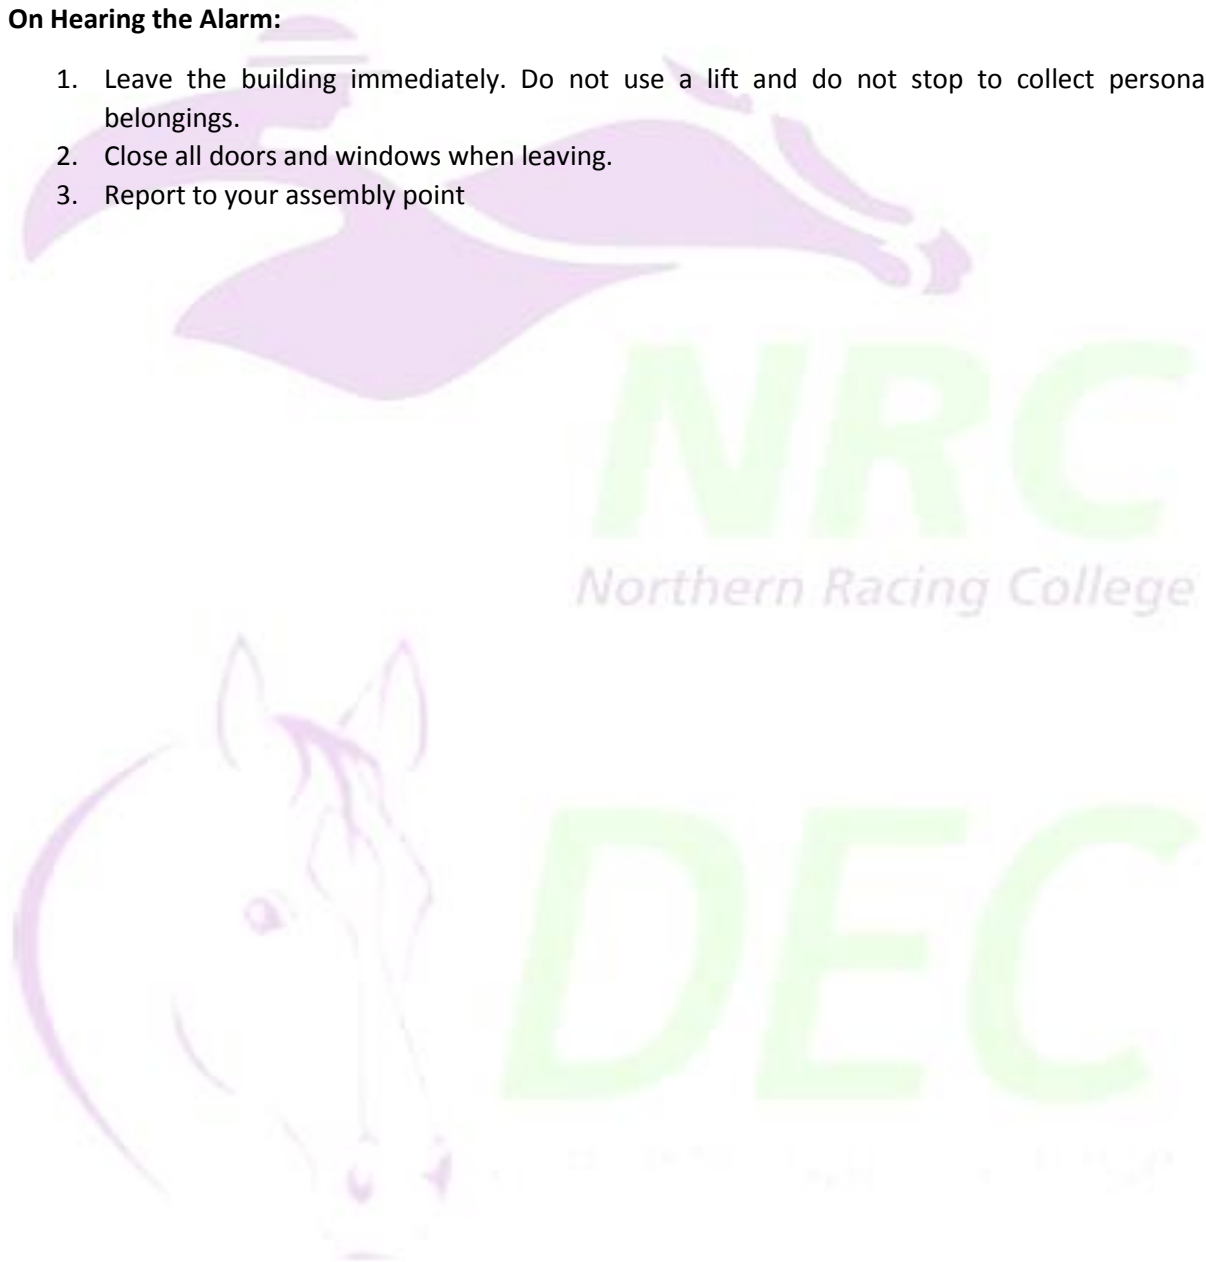 On Hearing the Alarm:
1. Leave the building immediately. Do not use a lift and do not stop to collect persona
belongings.
2. Close all doors and windows when leaving.
3. Report to your assembly point
NRC
Northern Racing College
DEC